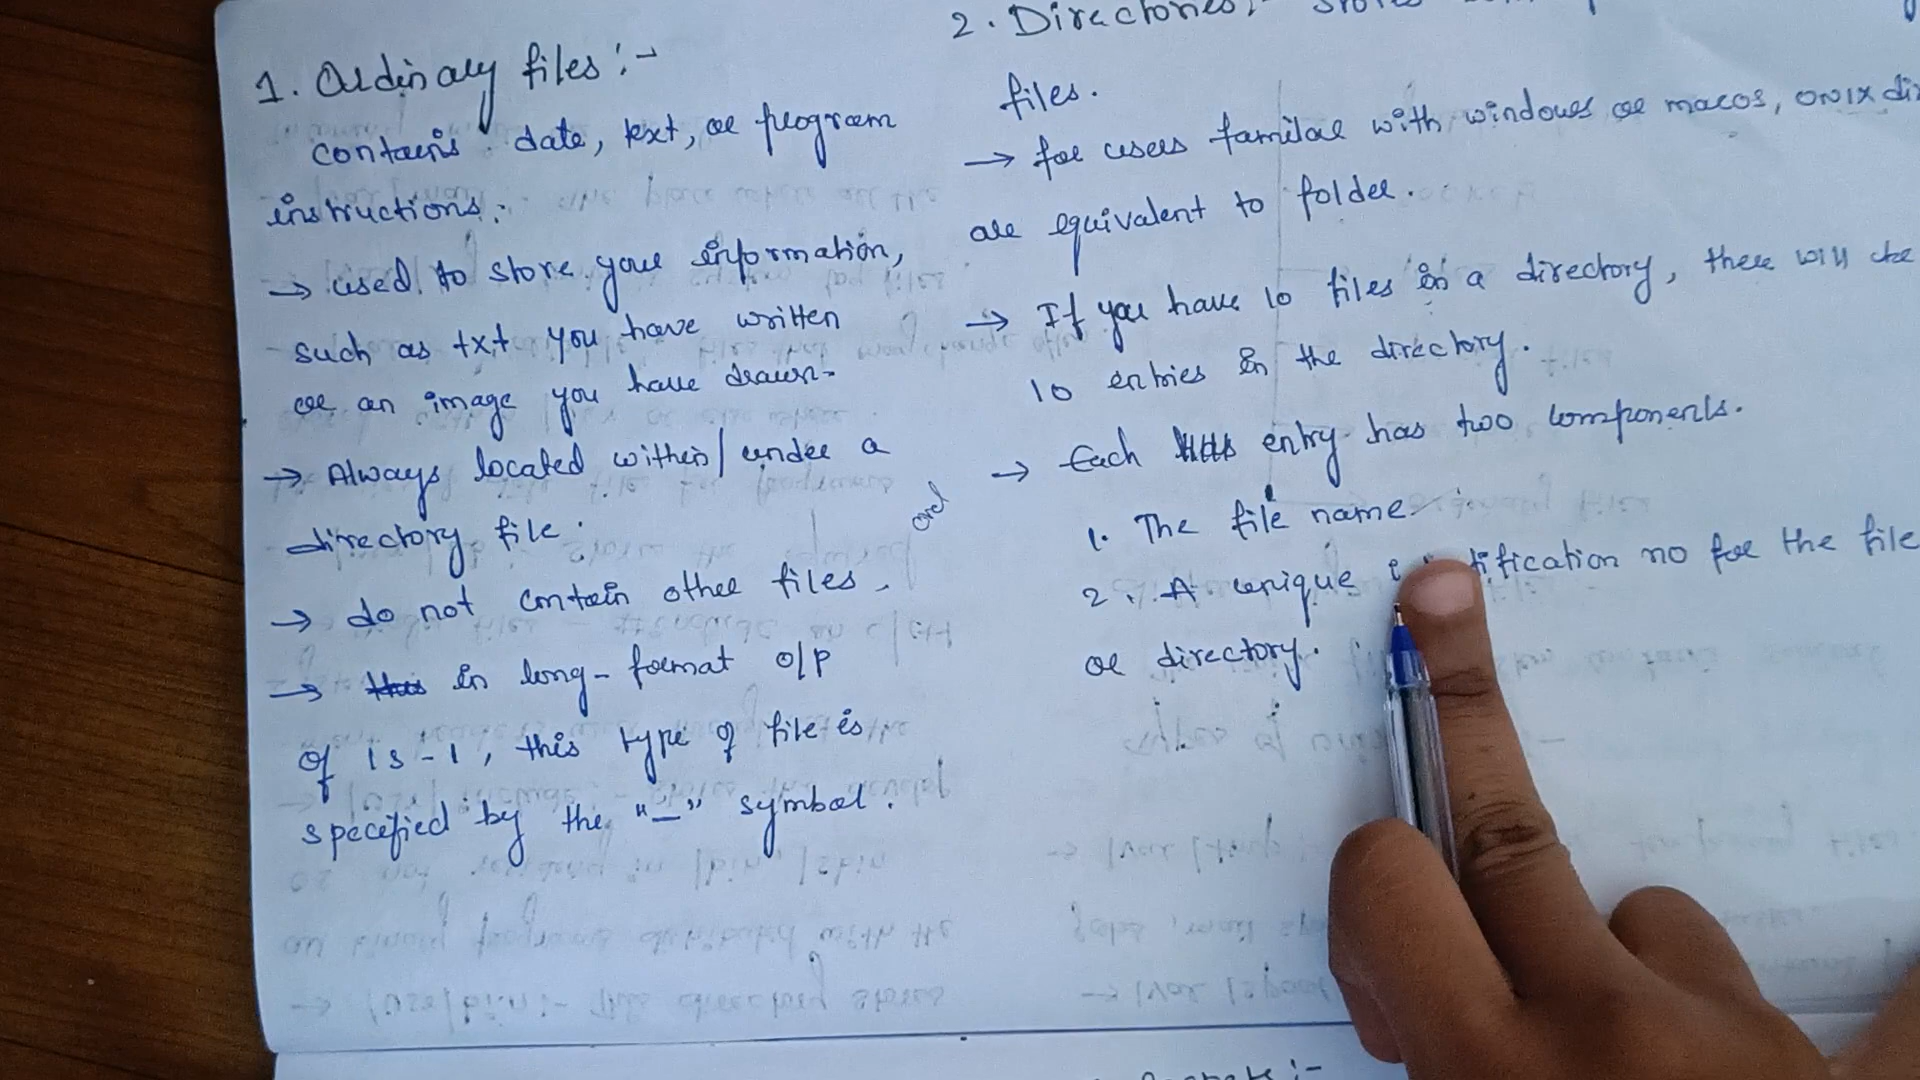 1. Ordinary files :-
contains date, text, or program
instructions.
→ used to store your information,
such as txt you have written
or an image you have drawn.
→ Always located within / under a
directory file.
→ do not contain other files.
→ in long-format o/p
of ls -l, this type of file is
specified by the "_" symbol.
2. Directories :-
files.
→ for users familar with windows or macos, UNIX
are equivalent to folder.
→ If you have 10 files in a directory, there will
10 entries in the directory.
→ Each entry has two components.
1. The file name
and
2. A unique no for the file
or directory.